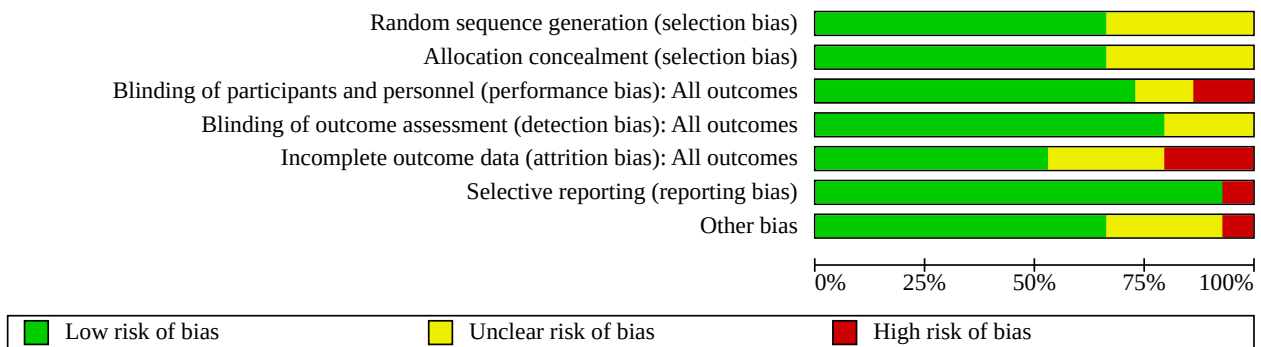 Random sequence generation (selection bias)
Allocation concealment (selection bias)
Blinding of participants and personnel (performance bias): All outcomes
Blinding of outcome assessment (detection bias): All outcomes
Incomplete outcome data (attrition bias): All outcomes
Selective reporting (reporting bias)
Other bias
0% 25% 50% 75% 100%
Low risk of bias Unclear risk of bias High risk of bias